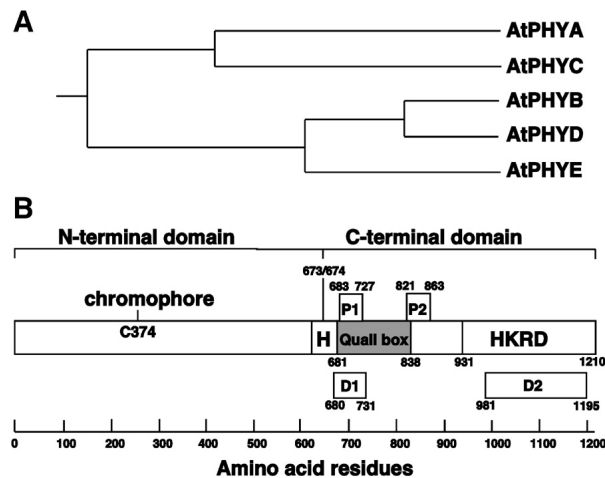 A
AtPHYA
AtPHYC
AtPHYB
AtPHYD
AtPHYE
B
N-terminal domain C-terminal domain
673/674
683 727 821 863
chromophore P1 P2
C374 H Quail box HKRD
681 838 931 1210
D1 D2
680 731 981 1195
0 100 200 300 400 500 600 700 800 900 1000 1100 1200
Amino acid residues